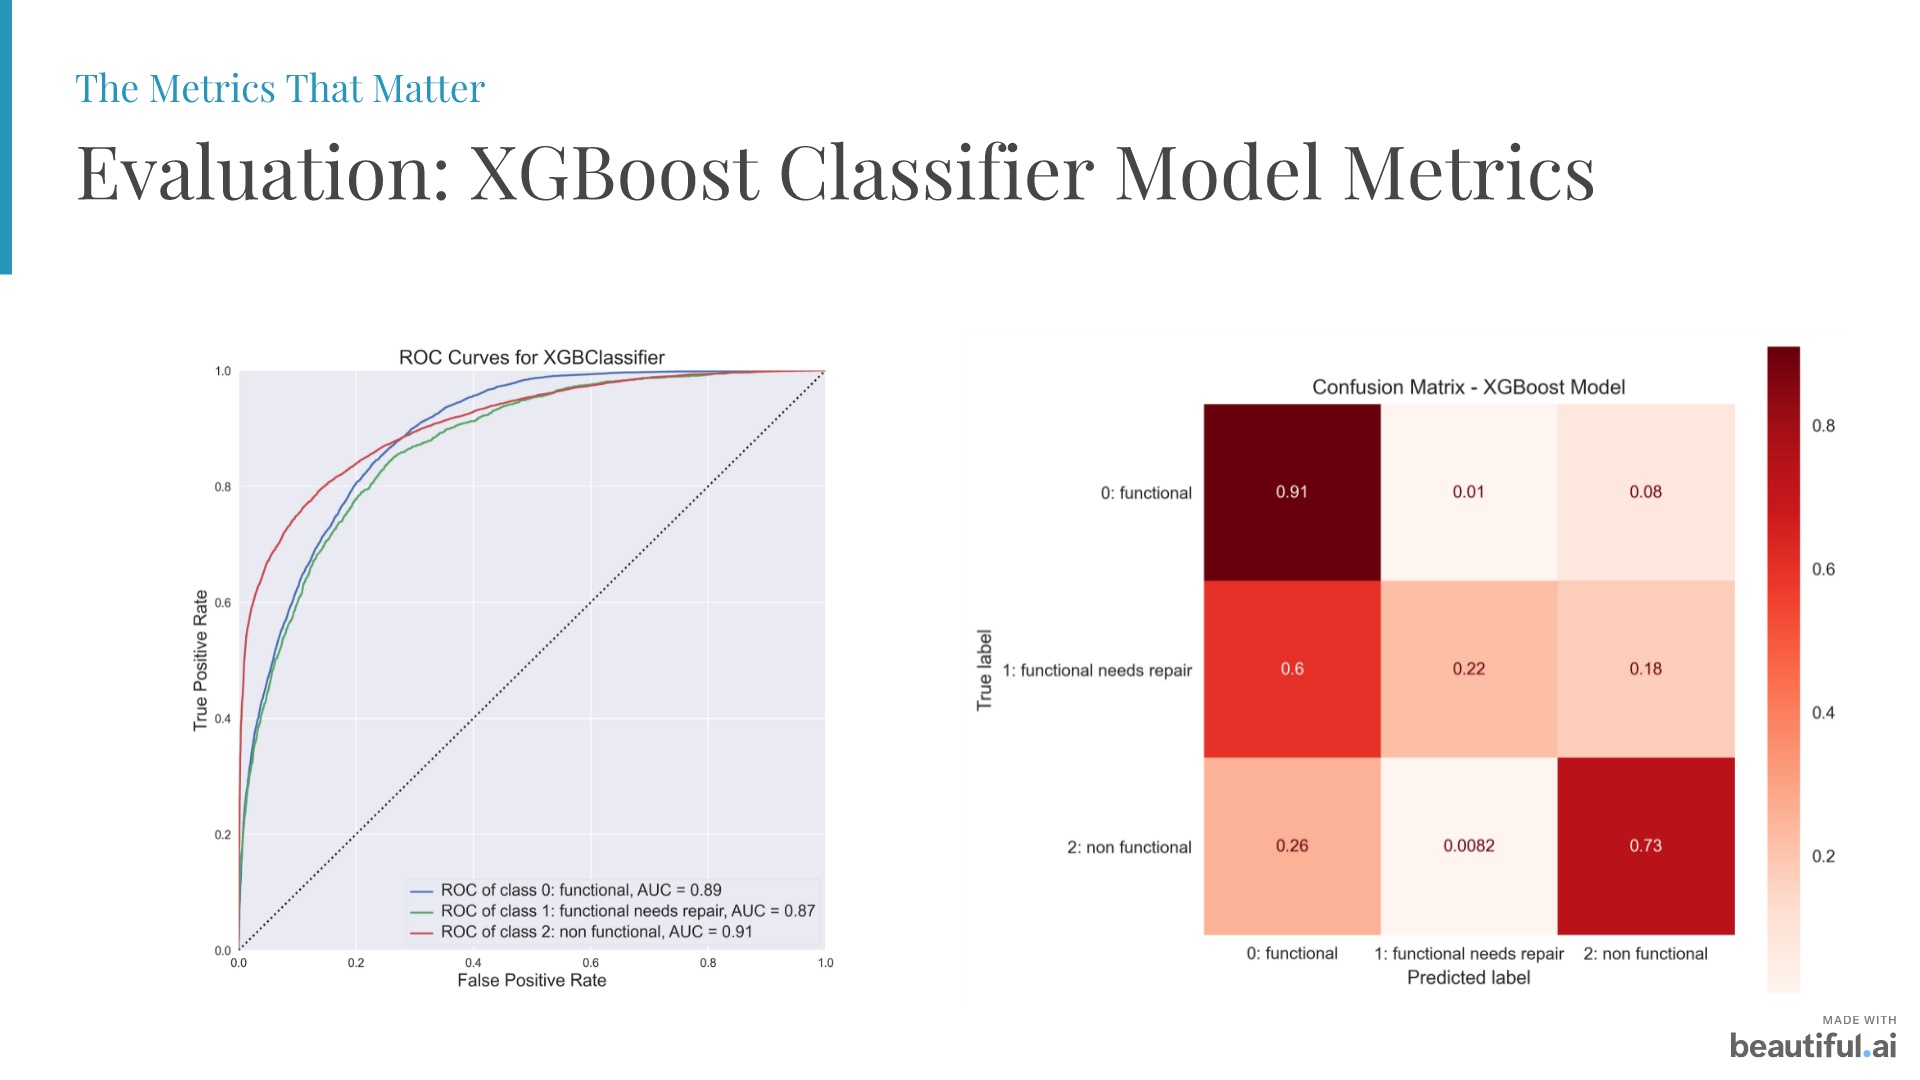 The Metrics That Matter
Evaluation: XGBoost Classifier Model Metrics
ROC Curves for XGBClassifier
1.0
0.8
0.6
0.4
0.2
0.0
True Positive Rate
ROC of class 0: functional, AUC = 0.89
ROC of class 1: functional needs repair, AUC = 0.87
ROC of class 2: non functional, AUC = 0.91
0.0 0.2 0.4 0.6 0.8 1.0
False Positive Rate
Confusion Matrix - XGBoost Model
True label
0: functional 0.91 0.01 0.08
1: functional needs repair 0.6 0.22 0.18
2: non functional 0.26 0.0082 0.73
0: functional 1: functional needs repair 2: non functional
Predicted label
0.8
0.6
0.4
0.2
MADE WITH
beautiful.ai